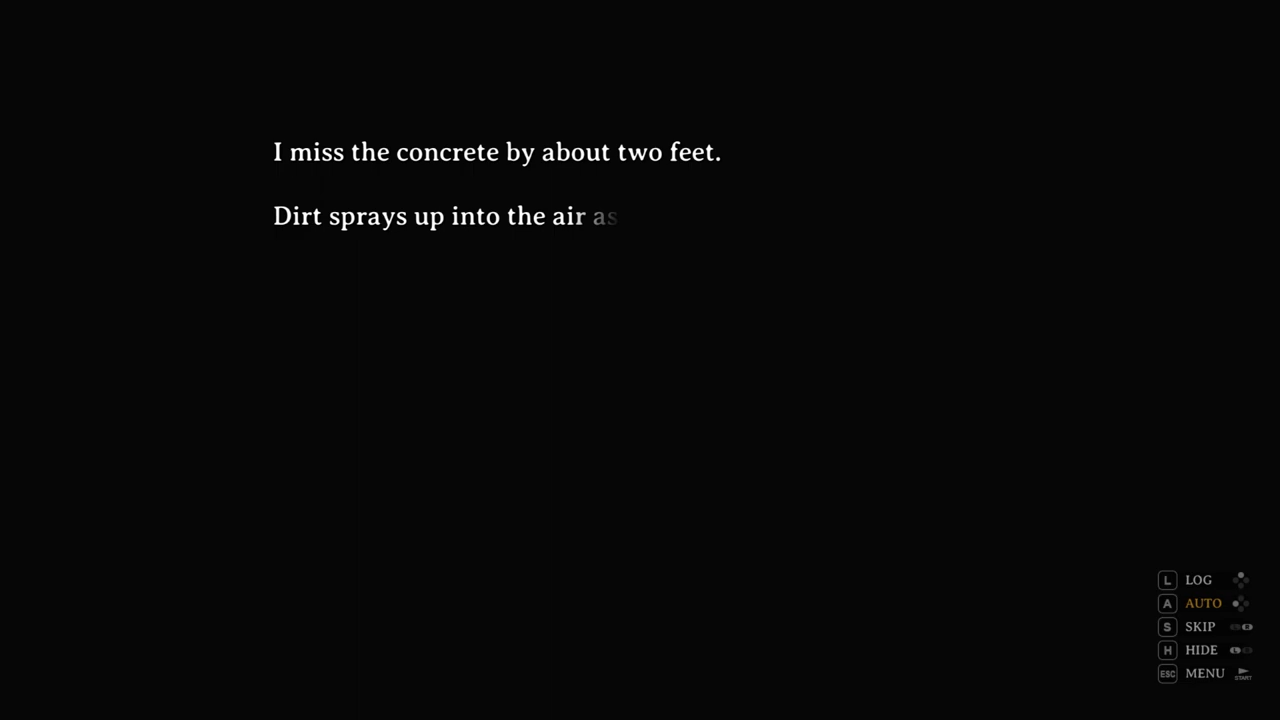 I miss the concrete by about two feet.
Dirt sprays up into the air as
L LOG
A AUTO
S SKIP
H HIDE
ESC MENU START